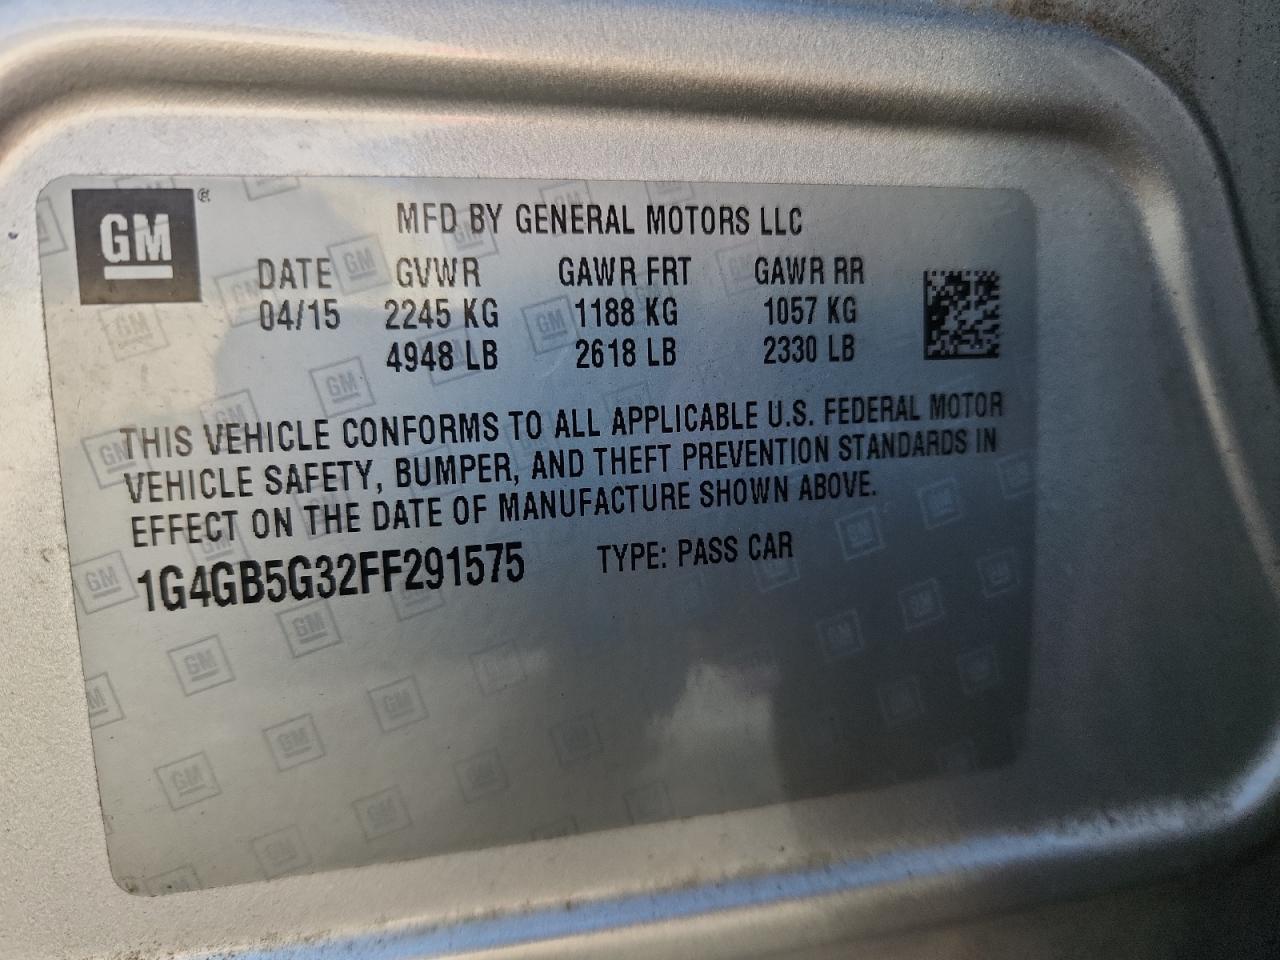 GM
MFD BY GENERAL MOTORS LLC
DATE GVWR GAWR FRT GAWR RR
04/15 2245 KG 1188 KG 1057 KG
4948 LB 2618 LB 2330 LB
THIS VEHICLE CONFORMS TO ALL APPLICABLE U.S. FEDERAL MOTOR
VEHICLE SAFETY, BUMPER, AND THEFT PREVENTION STANDARDS IN
EFFECT ON THE DATE OF MANUFACTURE SHOWN ABOVE.
1G4GB5G32FF291575 TYPE: PASS CAR